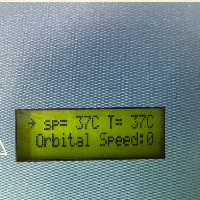 → sp= 37C T= 37C
Orbital Speed:0